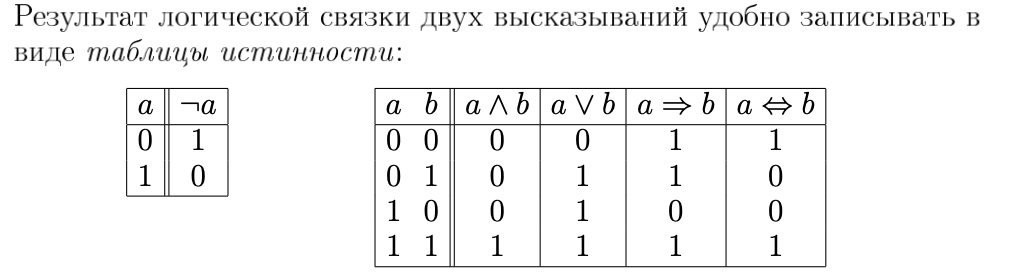 Результат логической связки двух высказываний удобно записывать в
виде таблицы истинности:
a ¬a
0 1
1 0
a b a ∧ b a ∨ b a ⇒ b a ⇔ b
0 0 0 0 1 1
0 1 0 1 1 0
1 0 0 1 0 0
1 1 1 1 1 1